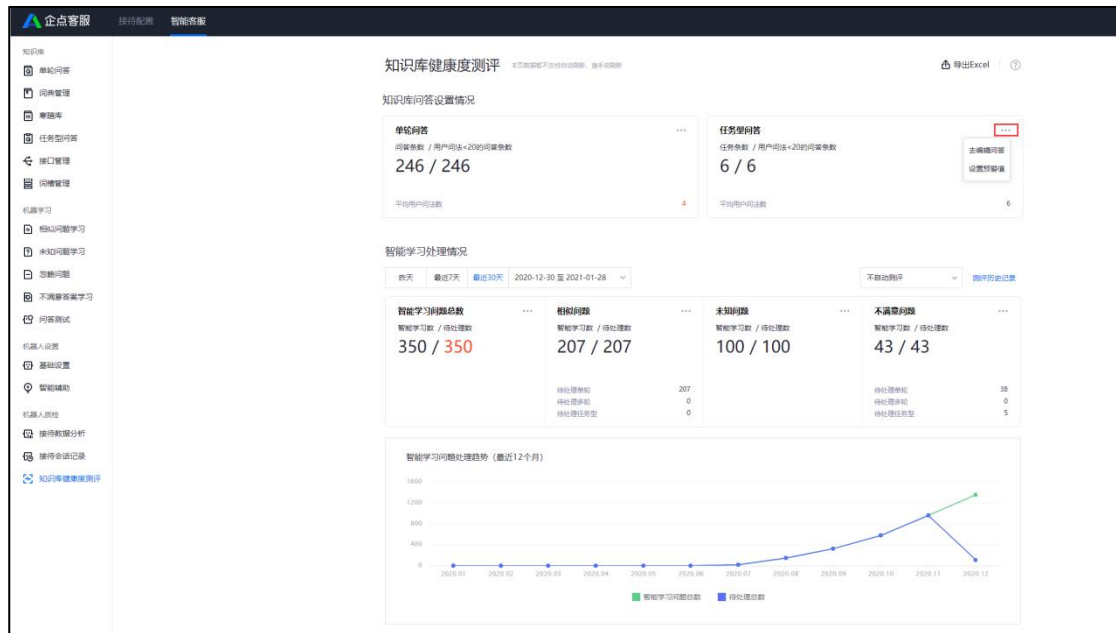 企点客服 接待配置 智能客服
知识库
单轮问答
词典管理
寒暄库
任务型问答
接口管理
词槽管理
机器学习
相似问题学习
未知问题学习
忽略问题
不满意答案学习
问答测试
机器人设置
基础设置
智能辅助
机器人质检
接待数据分析
接待会话记录
知识库健康度测评
知识库健康度测评 本页数据暂不支持自动刷新，请手动刷新 导出Excel
知识库问答设置情况
单轮问答 ...
问答条数 / 用户问法<20的问答条数
246 / 246
平均用户问法数 4
任务型问答 ...
任务条数 / 用户问法<20的问答条数
6 / 6
平均用户问法数 6
去编辑问答
设置预警值
智能学习处理情况
昨天 最近7天 最近30天 2020-12-30 至 2021-01-28 不自动测评 测评历史记录
智能学习问题总数 ...
智能学习数 / 待处理数
350 / 350
相似问题 ...
智能学习数 / 待处理数
207 / 207
待处理单轮 207
待处理多轮 0
待处理任务型 0
未知问题 ...
智能学习数 / 待处理数
100 / 100
不满意问题 ...
智能学习数 / 待处理数
43 / 43
待处理单轮 38
待处理多轮 0
待处理任务型 5
智能学习问题处理趋势（最近12个月）
1600
1200
800
400
0
2020.01 2020.02 2020.03 2020.04 2020.05 2020.06 2020.07 2020.08 2020.09 2020.10 2020.11 2020.12
智能学习问题总数 待处理总数